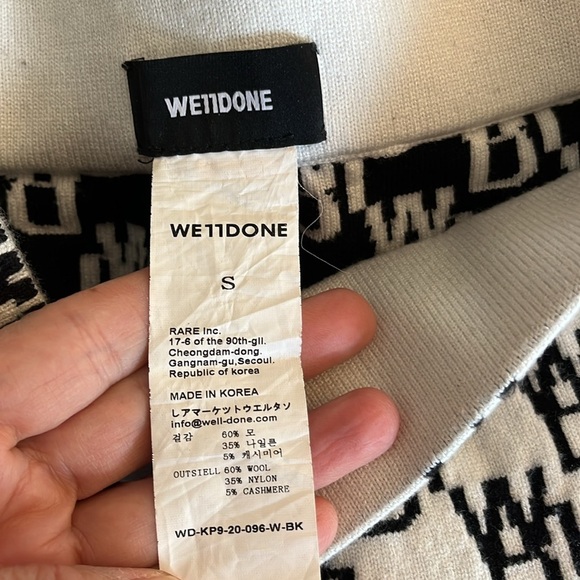 WE11DONE
WE11DONE
S
RARE Inc.
17-6 of the 90th-gil.
Cheongdam-dong.
Gangnam-gu,Secoul.
Republic of korea
MADE IN KOREA
しアマーケットウエルタソ
info@well-done.com
겉감 60% 모
35% 나일론
5% 캐시미어
OUTSIELL 60% WOOL
35% NYLON
5% CASHMERE
WD-KP9-20-096-W-BK